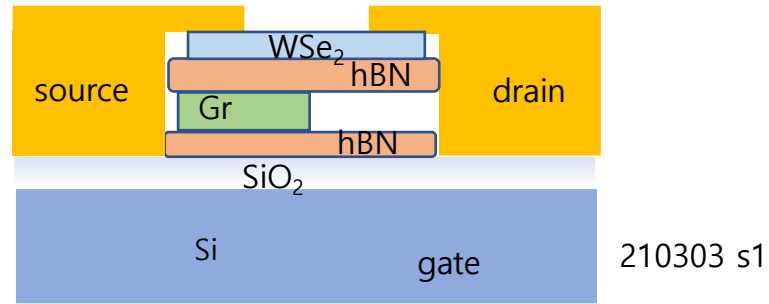 WSe₂
hBN
source
drain
Gr
hBN
SiO₂
Si
gate
210303 s1